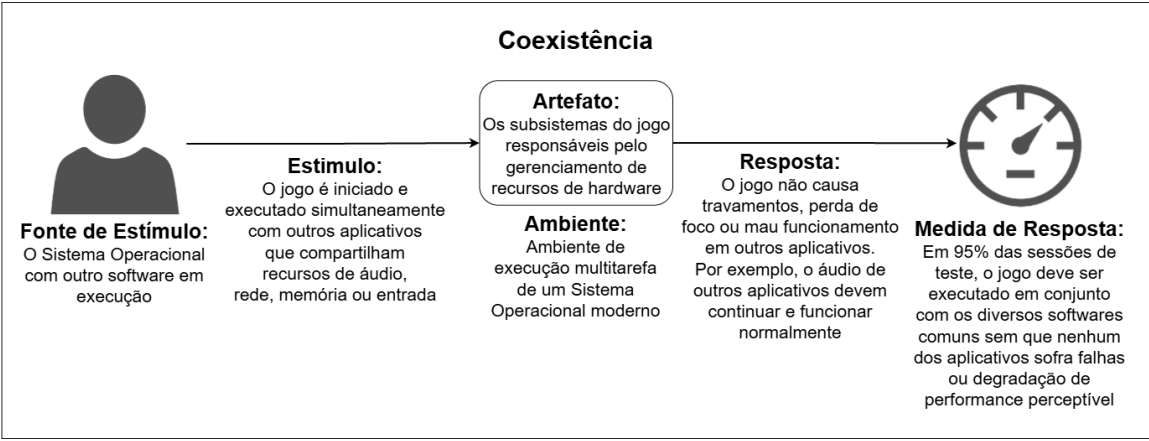 Coexistência
Fonte de Estímulo:
O Sistema Operacional
com outro software em
execução
Estimulo:
O jogo é iniciado e
executado simultaneamente
com outros aplicativos
que compartilham
recursos de áudio,
rede, memória ou entrada
Artefato:
Os subsistemas do jogo
responsáveis pelo
gerenciamento de
recursos de hardware
Ambiente:
Ambiente de
execução multitarefa
de um Sistema
Operacional moderno
Resposta:
O jogo não causa
travamentos, perda de
foco ou mau funcionamento
em outros aplicativos.
Por exemplo, o áudio de
outros aplicativos devem
continuar e funcionar
normalmente
Medida de Resposta:
Em 95% das sessões de
teste, o jogo deve ser
executado em conjunto
com os diversos softwares
comuns sem que nenhum
dos aplicativos sofra falhas
ou degradação de
performance perceptível